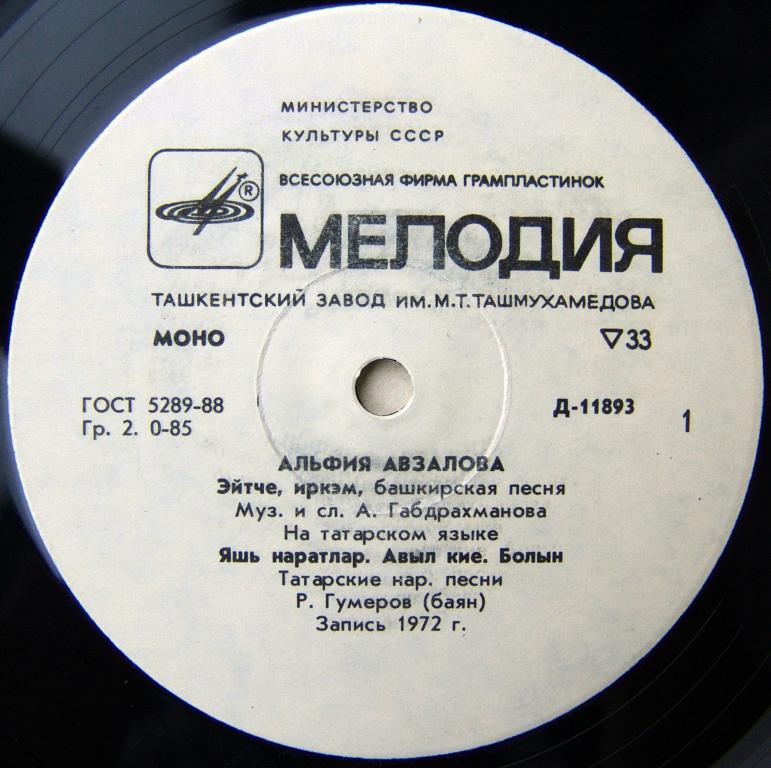 МИНИСТЕРСТВО
КУЛЬТУРЫ СССР
ВСЕСОЮЗНАЯ ФИРМА ГРАМПЛАСТИНОК
®
МЕЛОДИЯ
ТАШКЕНТСКИЙ ЗАВОД ИМ.М.Т.ТАШМУХАМЕДОВА
МОНО ▽33
ГОСТ 5289-88 Д-11893 1
Гр. 2. 0-85
АЛЬФИЯ АВЗАЛОВА
Эйтче, иркэм, башкирская песня
Муз. и сл. А. Габдрахманова
На татарском языке
Яшь наратлар. Авыл кие. Болын
Татарские нар. песни
Р. Гумеров (баян)
Запись 1972 г.